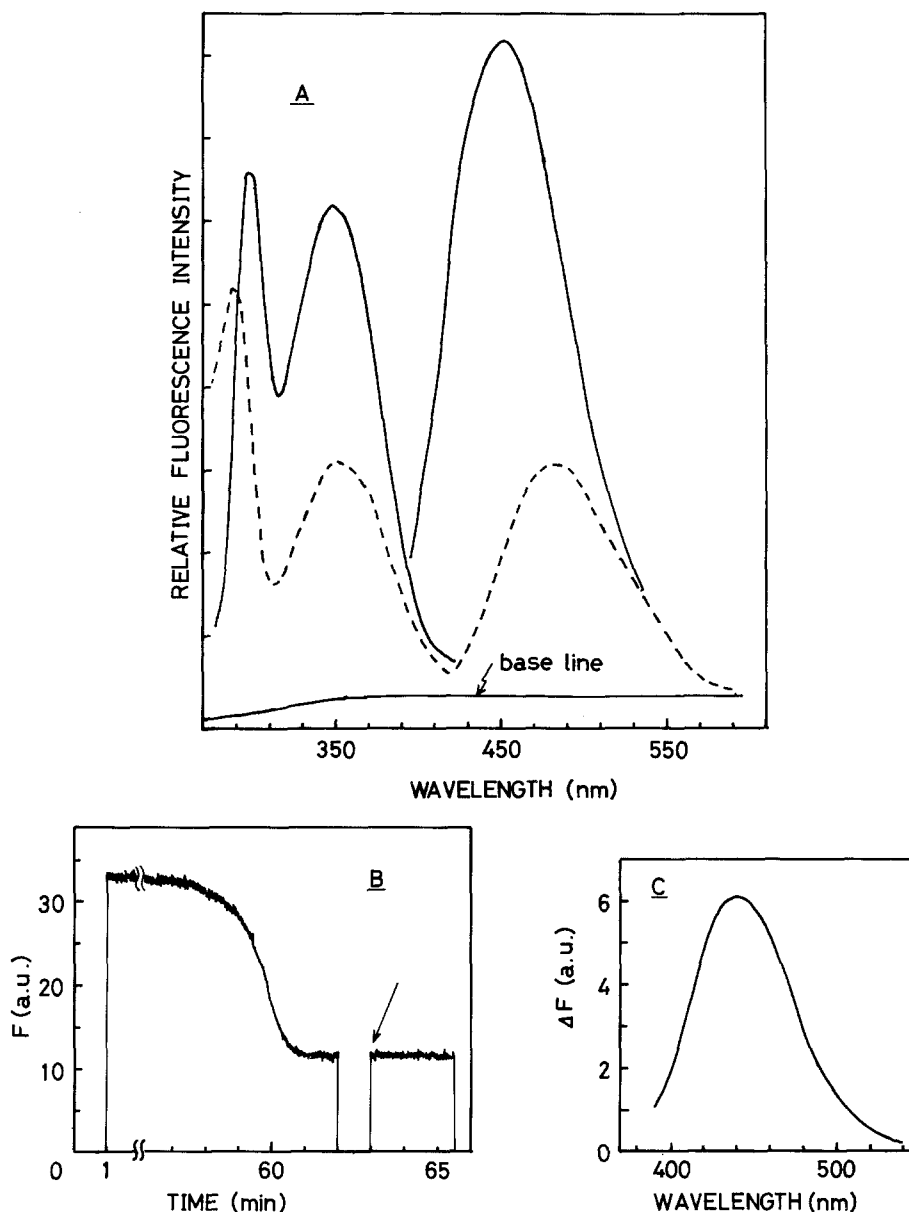 A
RELATIVE FLUORESCENCE INTENSITY
base line
350
450
550
WAVELENGTH (nm)
B
F(a.u.)
30
20
10
0
1
60
65
TIME (min)
C
ΔF (a.u.)
6
4
2
0
400
500
WAVELENGTH (nm)